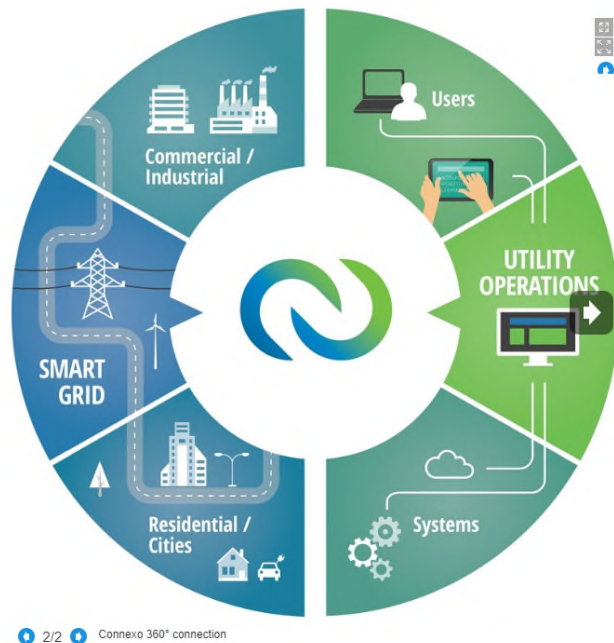 Commercial /
Industrial
Users
UTILITY
OPERATIONS
SMART
GRID
Residential /
Cities
Systems
2/2 Connexo 360° connection